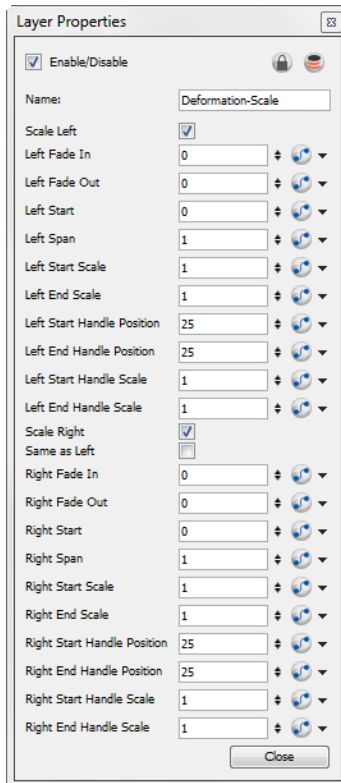 Layer Properties
Enable/Disable
Name: Deformation-Scale
Scale Left
Left Fade In 0
Left Fade Out 0
Left Start 0
Left Span 1
Left Start Scale 1
Left End Scale 1
Left Start Handle Position 25
Left End Handle Position 25
Left Start Handle Scale 1
Left End Handle Scale 1
Scale Right
Same as Left
Right Fade In 0
Right Fade Out 0
Right Start 0
Right Span 1
Right Start Scale 1
Right End Scale 1
Right Start Handle Position 25
Right End Handle Position 25
Right Start Handle Scale 1
Right End Handle Scale 1
Close